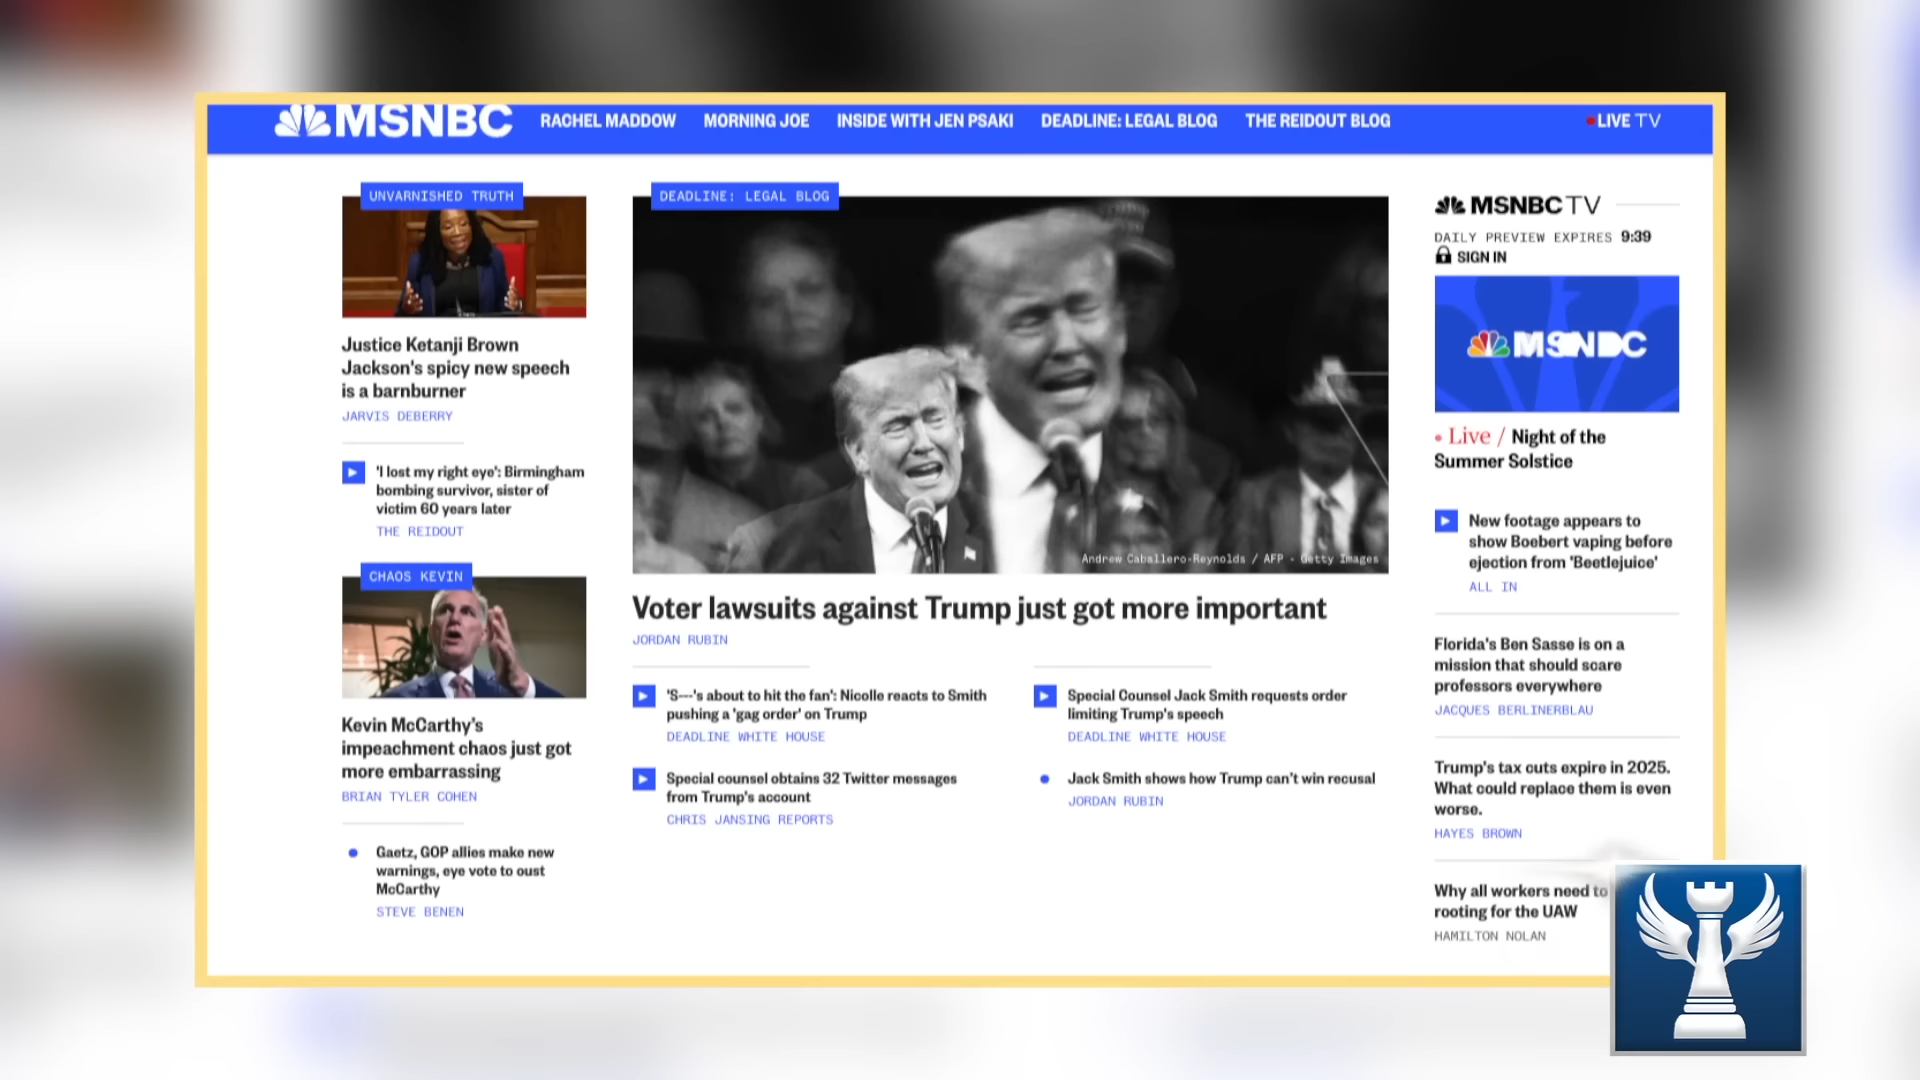 MSNBC RACHEL MADDOW MORNING JOE INSIDE WITH JEN PSAKI DEADLINE: LEGAL BLOG THE REIDOUT BLOG LIVE TV
UNVARNISHED TRUTH
Justice Ketanji Brown
Jackson's spicy new speech
is a barnburner
JARVIS DEBERRY
'I lost my right eye': Birmingham
bombing survivor, sister of
victim 60 years later
THE REIDOUT
CHAOS KEVIN
Kevin McCarthy's
impeachment chaos just got
more embarrassing
BRIAN TYLER COHEN
Gaetz, GOP allies make new
warnings, eye vote to oust
McCarthy
STEVE BENEN
DEADLINE: LEGAL BLOG
Andrew Caballero-Reynolds / AFP - Getty Images
Voter lawsuits against Trump just got more important
JORDAN RUBIN
'S---'s about to hit the fan': Nicolle reacts to Smith
pushing a 'gag order' on Trump
DEADLINE WHITE HOUSE
Special counsel obtains 32 Twitter messages
from Trump's account
CHRIS JANSING REPORTS
Special Counsel Jack Smith requests order
limiting Trump's speech
DEADLINE WHITE HOUSE
Jack Smith shows how Trump can't win recusal
JORDAN RUBIN
MSNBC TV
DAILY PREVIEW EXPIRES 9:39
SIGN IN
Live / Night of the
Summer Solstice
New footage appears to
show Boebert vaping before
ejection from 'Beetlejuice'
ALL IN
Florida's Ben Sasse is on a
mission that should scare
professors everywhere
JACQUES BERLINERBLAU
Trump's tax cuts expire in 2025.
What could replace them is even
worse.
HAYES BROWN
Why all workers need to
rooting for the UAW
HAMILTON NOLAN